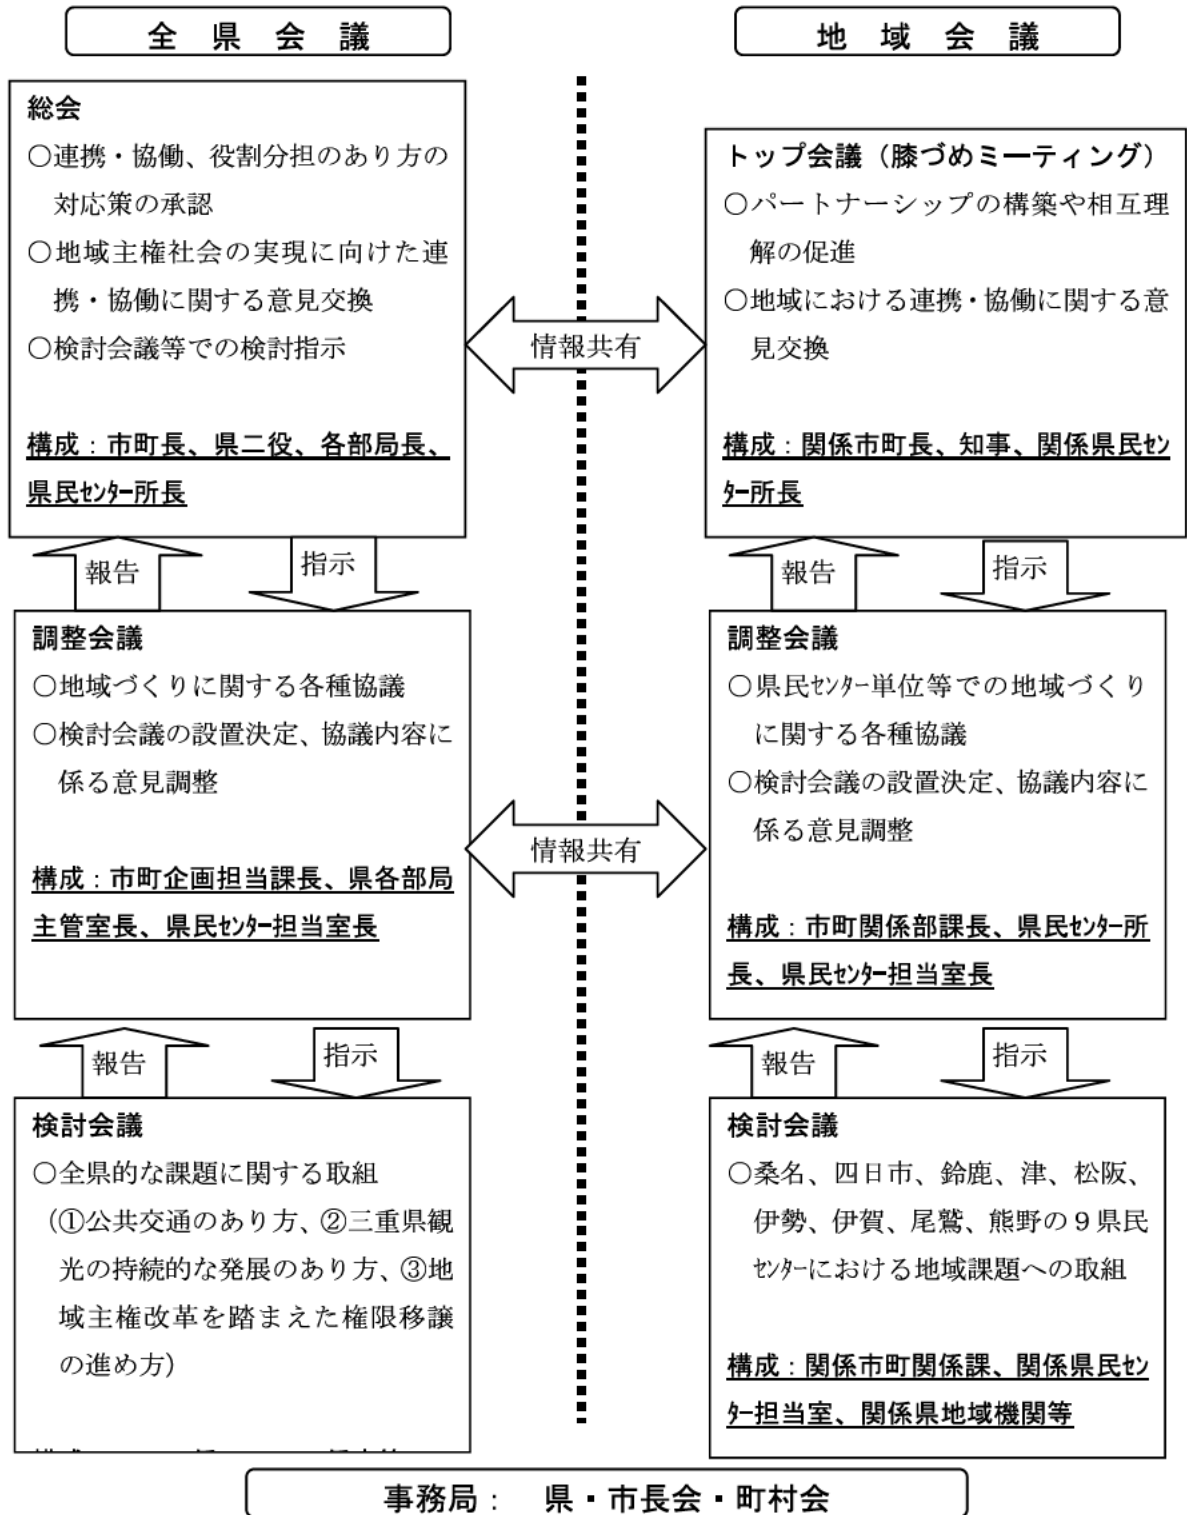 全県会議
総会
○連携・協働、役割分担のあり方の
対応策の承認
○地域主権社会の実現に向けた連
携・協働に関する意見交換
○検討会議等での検討指示
構成：市町長、県二役、各部局長、
県民ｾﾝﾀｰ所長
報告
指示
調整会議
○地域づくりに関する各種協議
○検討会議の設置決定、協議内容に
係る意見調整
構成：市町企画担当課長、県各部局
主管室長、県民ｾﾝﾀｰ担当室長
報告
指示
検討会議
○全県的な課題に関する取組
（①公共交通のあり方、②三重県観
光の持続的な発展のあり方、③地
域主権改革を踏まえた権限移譲
の進め方）
情報共有
情報共有
地域会議
トップ会議（膝づめミーティング）
○パートナーシップの構築や相互理
解の促進
○地域における連携・協働に関する意
見交換
構成：関係市町長、知事、関係県民ｾﾝ
ﾀｰ所長
報告
指示
調整会議
○県民ｾﾝﾀｰ単位等での地域づくり
に関する各種協議
○検討会議の設置決定、協議内容に
係る意見調整
構成：市町関係部課長、県民ｾﾝﾀｰ所
長、県民ｾﾝﾀｰ担当室長
報告
指示
検討会議
○桑名、四日市、鈴鹿、津、松阪、
伊勢、伊賀、尾鷲、熊野の９県民
ｾﾝﾀｰにおける地域課題への取組
構成：関係市町関係課、関係県民ｾﾝ
ﾀｰ担当室、関係県地域機関等
事務局：　県・市長会・町村会